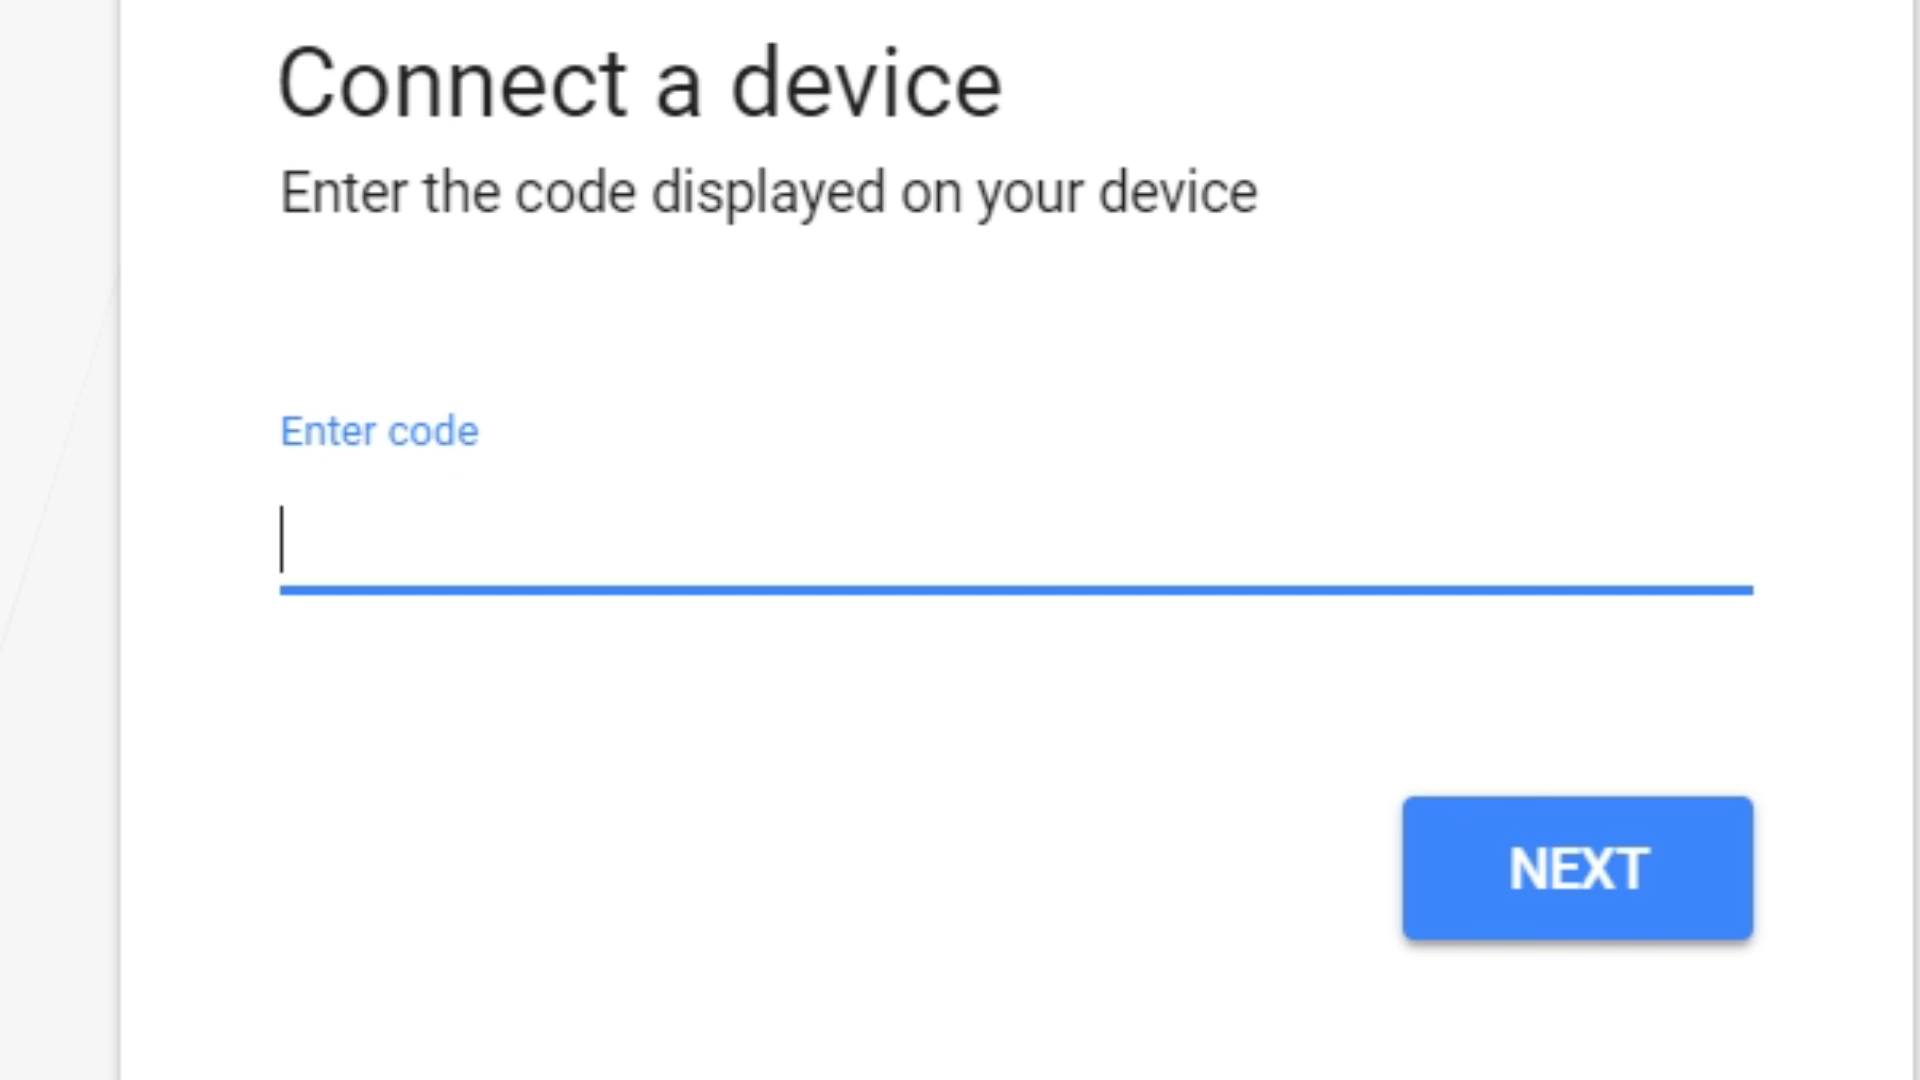 Connect a device
Enter the code displayed on your device
Enter code
NEXT